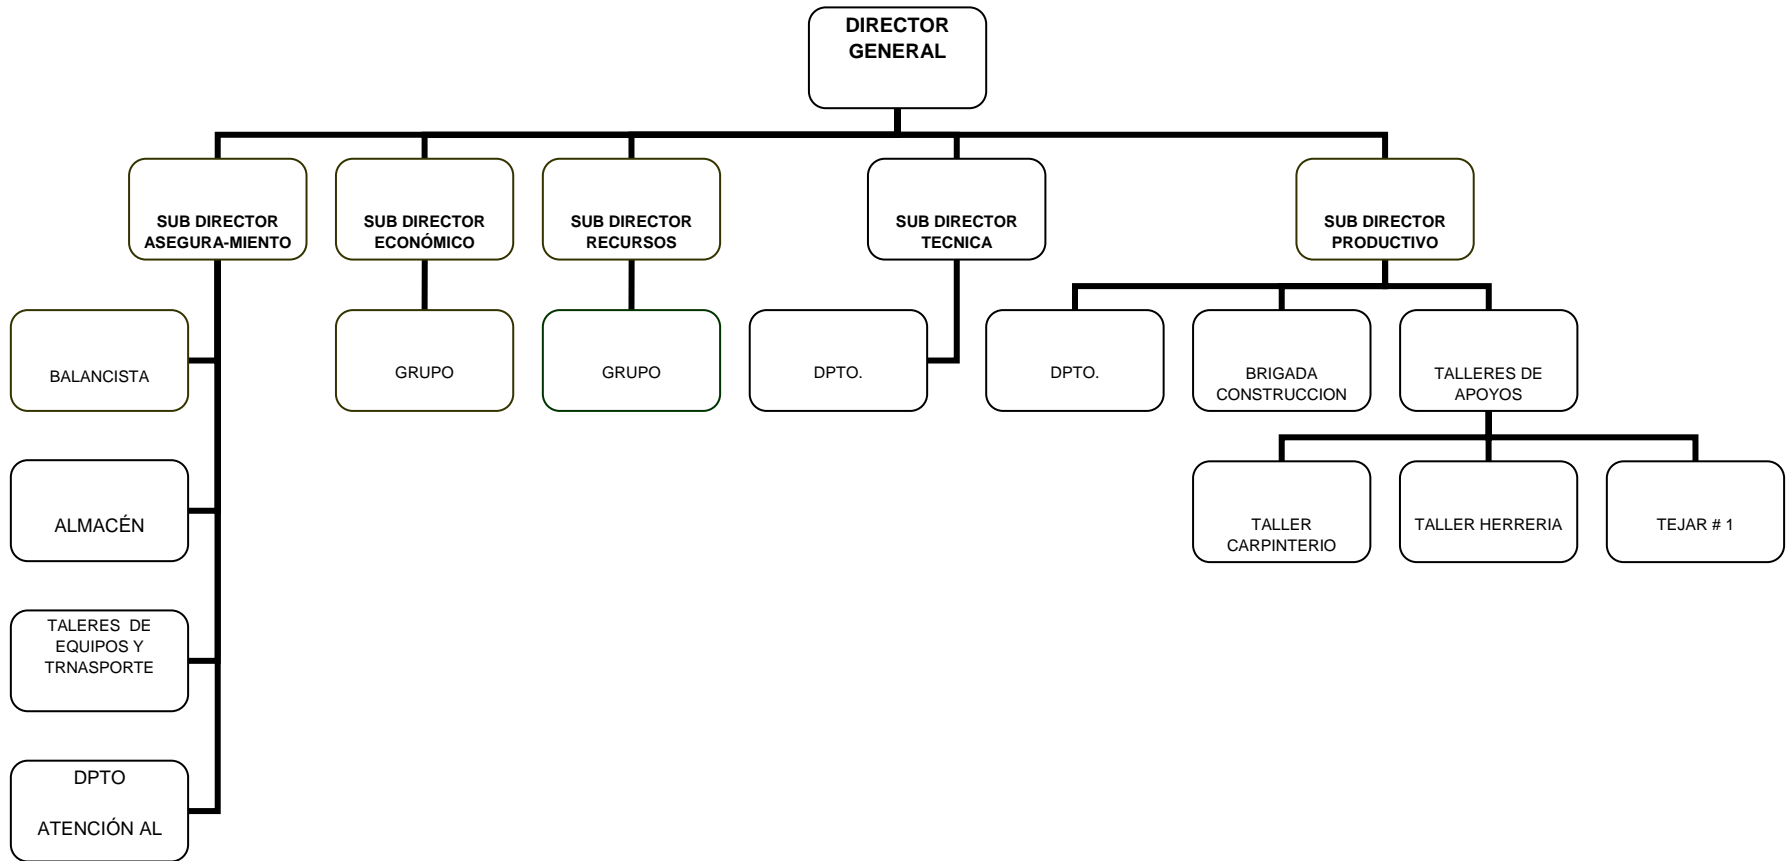 DIRECTOR
GENERAL
SUB DIRECTOR
ASEGURA-MIENTO
SUB DIRECTOR
ECONÓMICO
SUB DIRECTOR
RECURSOS
SUB DIRECTOR
TECNICA
SUB DIRECTOR
PRODUCTIVO
BALANCISTA
GRUPO
GRUPO
DPTO.
DPTO.
BRIGADA
CONSTRUCCION
TALLERES DE
APOYOS
ALMACÉN
TALLER
CARPINTERIO
TALLER HERRERIA
TEJAR # 1
TALERES DE
EQUIPOS Y
TRNASPORTE
DPTO
ATENCIÓN AL